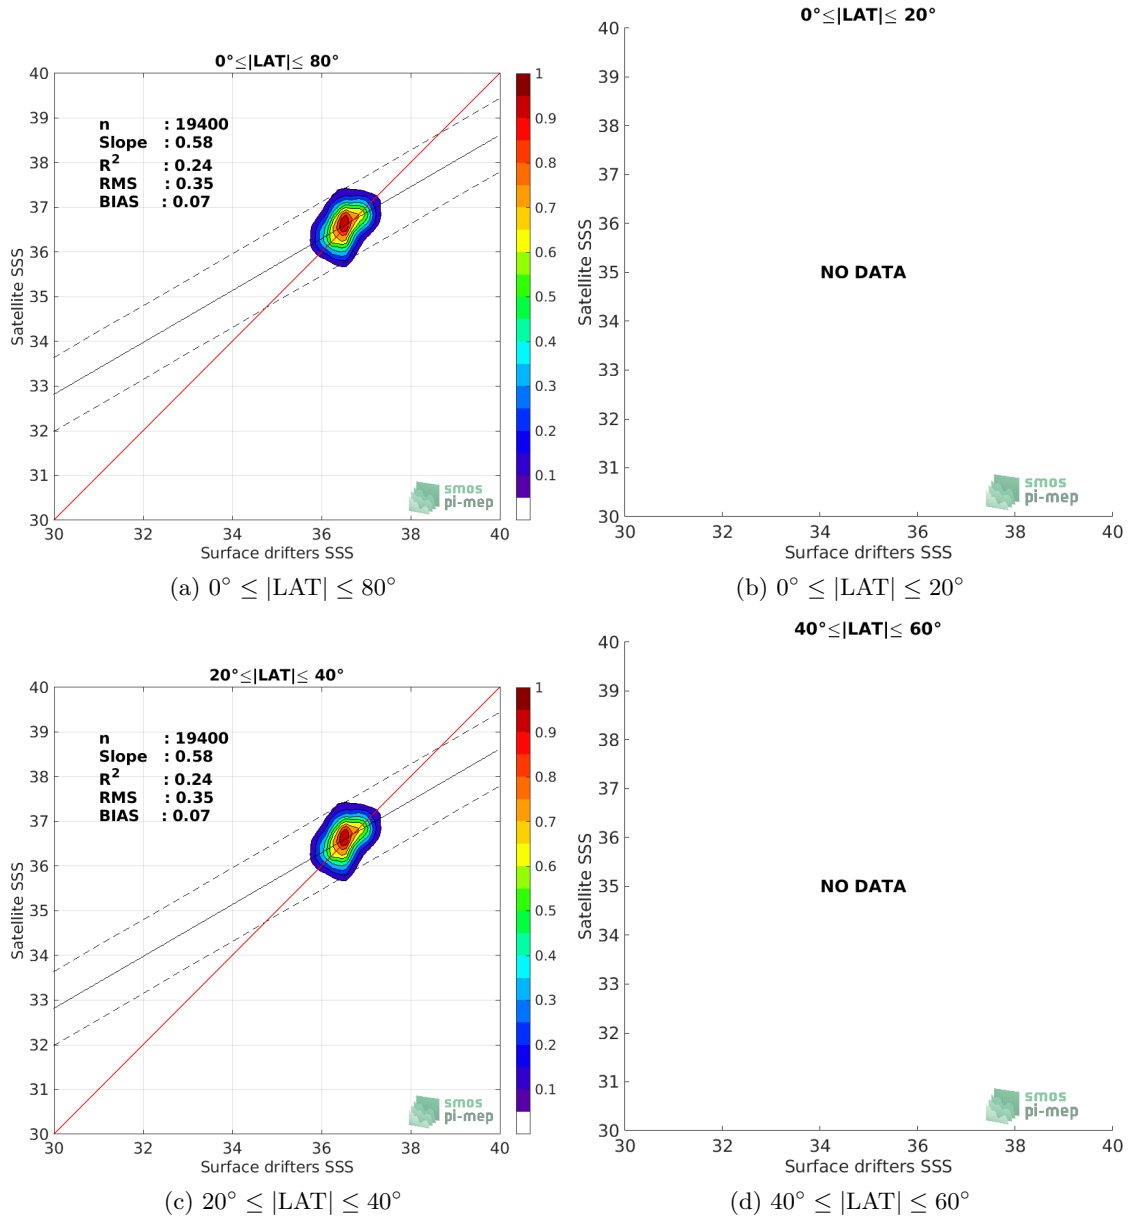 0°≤|LAT|≤ 80°
40
39
38
37
36
35
34
33
32
31
30
Satellite SSS
n : 19400
Slope : 0.58
R² : 0.24
RMS : 0.35
BIAS : 0.07
1
0.9
0.8
0.7
0.6
0.5
0.4
0.3
0.2
0.1
smos
pi-mep
30 32 34 36 38 40
Surface drifters SSS
(a) 0° ≤ |LAT| ≤ 80°
0°≤|LAT|≤ 20°
40
39
38
37
36
35
34
33
32
31
30
Satellite SSS
NO DATA
smos
pi-mep
30 32 34 36 38 40
Surface drifters SSS
(b) 0° ≤ |LAT| ≤ 20°
20°≤|LAT|≤ 40°
40
39
38
37
36
35
34
33
32
31
30
Satellite SSS
n : 19400
Slope : 0.58
R² : 0.24
RMS : 0.35
BIAS : 0.07
1
0.9
0.8
0.7
0.6
0.5
0.4
0.3
0.2
0.1
smos
pi-mep
30 32 34 36 38 40
Surface drifters SSS
(c) 20° ≤ |LAT| ≤ 40°
40°≤|LAT|≤ 60°
40
39
38
37
36
35
34
33
32
31
30
Satellite SSS
NO DATA
smos
pi-mep
30 32 34 36 38 40
Surface drifters SSS
(d) 40° ≤ |LAT| ≤ 60°